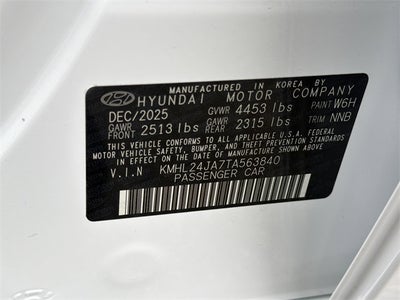 MANUFACTURED IN KOREA BY
HYUNDAI MOTOR COMPANY
DEC/2025 GVWR 4453 lbs PAINT W6H
GAWR FRONT 2513 lbs GAWR REAR 2315 lbs TRIM NNB
THIS VEHICLE CONFORMS TO ALL APPLICABLE U.S.A. FEDERAL
MOTOR VEHICLE SAFETY, BUMPER, AND THEFT PREVENTION STANDARDS
IN EFFECT ON THE DATE OF MANUFACTURE SHOWN ABOVE.
V.I.N KMHL24JA7TA563840
PASSENGER CAR